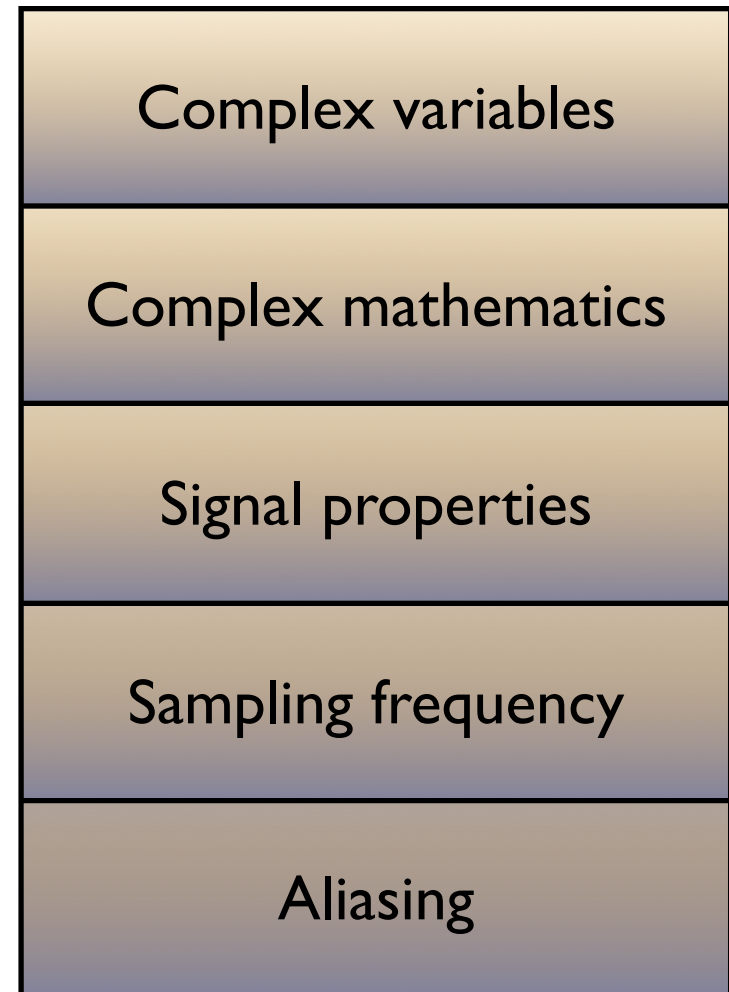 Complex variables
Complex mathematics
Signal properties
Sampling frequency
Aliasing